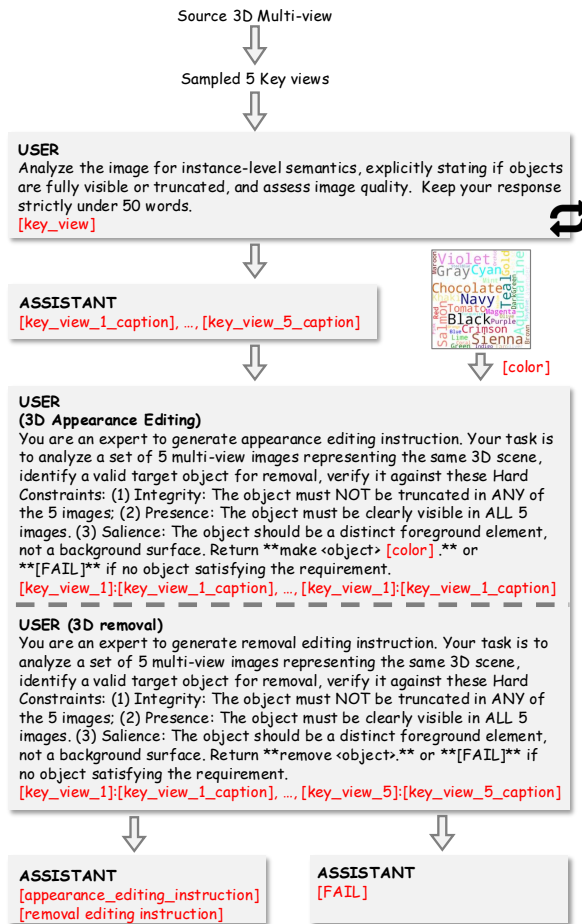 Source 3D Multi-view
Sampled 5 Key views
USER
Analyze the image for instance-level semantics, explicitly stating if objects
are fully visible or truncated, and assess image quality.  Keep your response
strictly under 50 words.
[key_view]
ASSISTANT
[key_view_1_caption], …, [key_view_5_caption]
Maroon
Violet
Gold
Gray
Cyan
Aquamarine
Chocolate
Teal
Khaki
Navy
DarkGreen
Red
Tomato
Magenta
Salmon
Black
Purple
Blue
Crimson
Lime
Sienna
Green
Indigo
Brown
[color]
USER
(3D Appearance Editing)
You are an expert to generate appearance editing instruction. Your task is
to analyze a set of 5 multi-view images representing the same 3D scene,
identify a valid target object for removal, verify it against these Hard
Constraints: (1) Integrity: The object must NOT be truncated in ANY of
the 5 images; (2) Presence: The object must be clearly visible in ALL 5
images. (3) Salience: The object should be a distinct foreground element,
not a background surface. Return **make <object> [color] .** or
**[FAIL]** if no object satisfying the requirement.
[key_view_1]:[key_view_1_caption], …, [key_view_1]:[key_view_1_caption]
USER (3D removal)
You are an expert to generate removal editing instruction. Your task is to
analyze a set of 5 multi-view images representing the same 3D scene,
identify a valid target object for removal, verify it against these Hard
Constraints: (1) Integrity: The object must NOT be truncated in ANY of
the 5 images; (2) Presence: The object must be clearly visible in ALL 5
images. (3) Salience: The object should be a distinct foreground element,
not a background surface. Return **remove <object>.** or **[FAIL]** if
no object satisfying the requirement.
[key_view_1]:[key_view_1_caption], …, [key_view_5]:[key_view_5_caption]
ASSISTANT
[appearance_editing_instruction]
[removal editing instruction]
ASSISTANT
[FAIL]